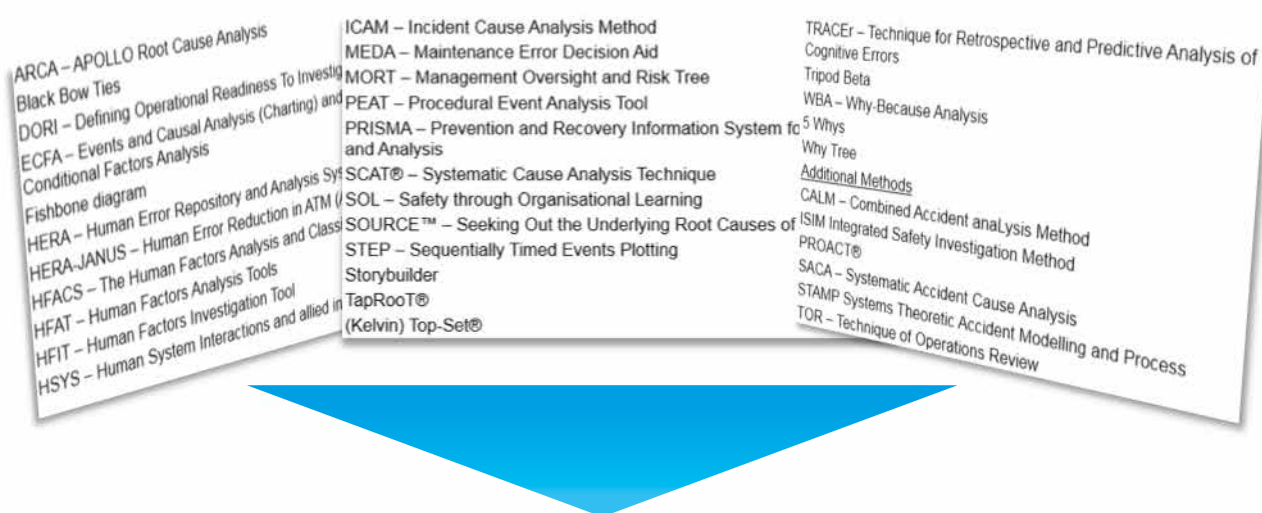 ARCA – APOLLO Root Cause Analysis
Black Bow Ties
DORI – Defining Operational Readiness To Investig
ECFA – Events and Causal Analysis (Charting) and
Conditional Factors Analysis
Fishbone diagram
HERA – Human Error Repository and Analysis Sys
HERA-JANUS – Human Error Reduction in ATM (
HFACS – The Human Factors Analysis and Classi
HFAT – Human Factors Analysis Tools
HFIT – Human Factors Investigation Tool
HSYS – Human System Interactions and allied in
ICAM – Incident Cause Analysis Method
MEDA – Maintenance Error Decision Aid
MORT – Management Oversight and Risk Tree
PEAT – Procedural Event Analysis Tool
PRISMA – Prevention and Recovery Information System fo
and Analysis
SCAT® – Systematic Cause Analysis Technique
SOL – Safety through Organisational Learning
SOURCE™ – Seeking Out the Underlying Root Causes of
STEP – Sequentially Timed Events Plotting
Storybuilder
TapRooT®
(Kelvin) Top-Set®
TRACEr – Technique for Retrospective and Predictive Analysis of
Cognitive Errors
Tripod Beta
WBA – Why-Because Analysis
5 Whys
Why Tree
Additional Methods
CALM – Combined Accident anaLysis Method
ISIM Integrated Safety Investigation Method
PROACT®
SACA – Systematic Accident Cause Analysis
STAMP Systems Theoretic Accident Modelling and Process
TOR – Technique of Operations Review